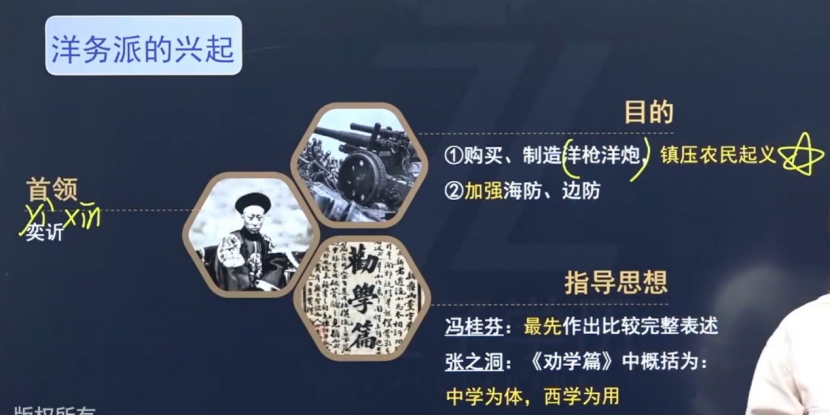 洋务派的兴起
目的
①购买、制造洋枪洋炮，镇压农民起义
②加强海防、边防
首领
yì xin
奕䜣
勸學篇
指导思想
冯桂芬：最先作出比较完整表述
张之洞：《劝学篇》中概括为：
中学为体，西学为用
版权所有